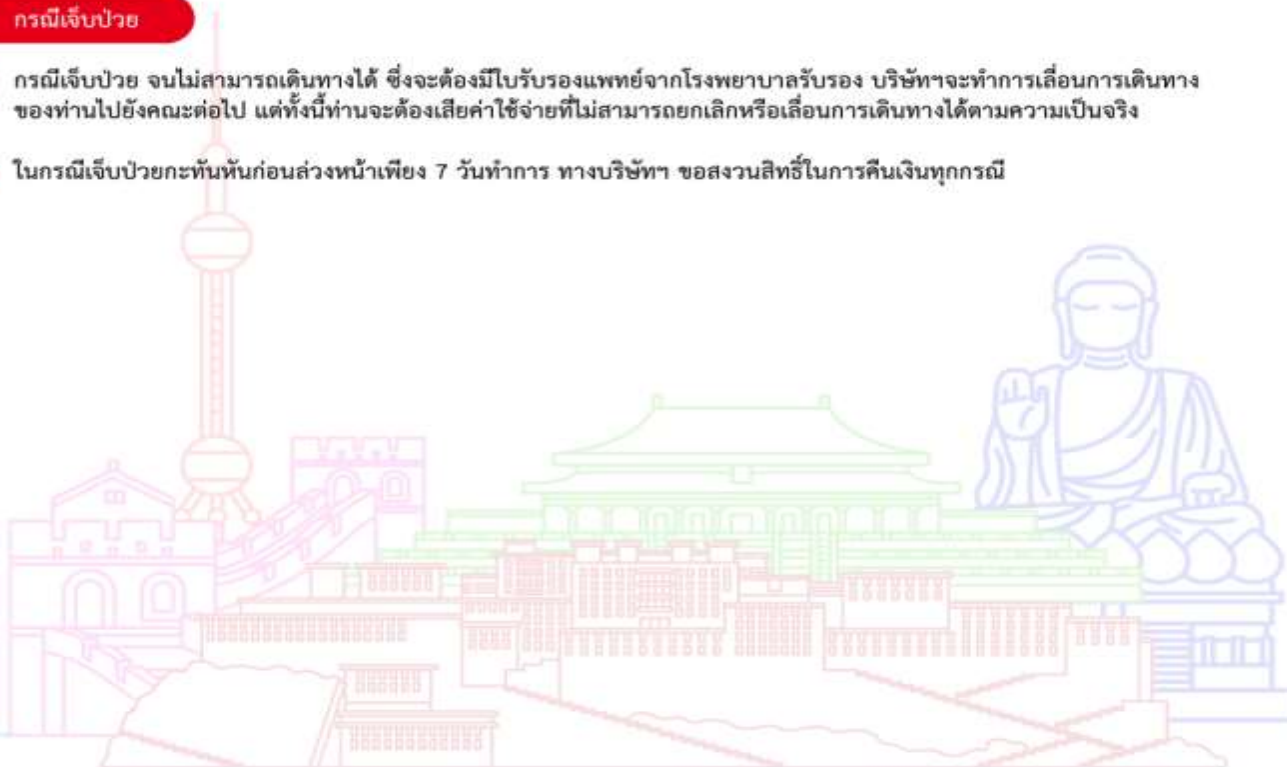 กรณีเจ็บป่วย
กรณีเจ็บป่วย จนไม่สามารถเดินทางได้ ซึ่งจะต้องมีใบรับรองแพทย์จากโรงพยาบาลรับรอง บริษัทฯจะทำการเลื่อนการเดินทาง
ของท่านไปยังคณะต่อไป แต่ทั้งนี้ท่านจะต้องเสียค่าใช้จ่ายที่ไม่สามารถยกเลิกหรือเลื่อนการเดินทางได้ตามความเป็นจริง
ในกรณีเจ็บป่วยกะทันหันก่อนล่วงหน้าเพียง 7 วันทำการ ทางบริษัทฯ ขอสงวนสิทธิ์ในการคืนเงินทุกกรณี